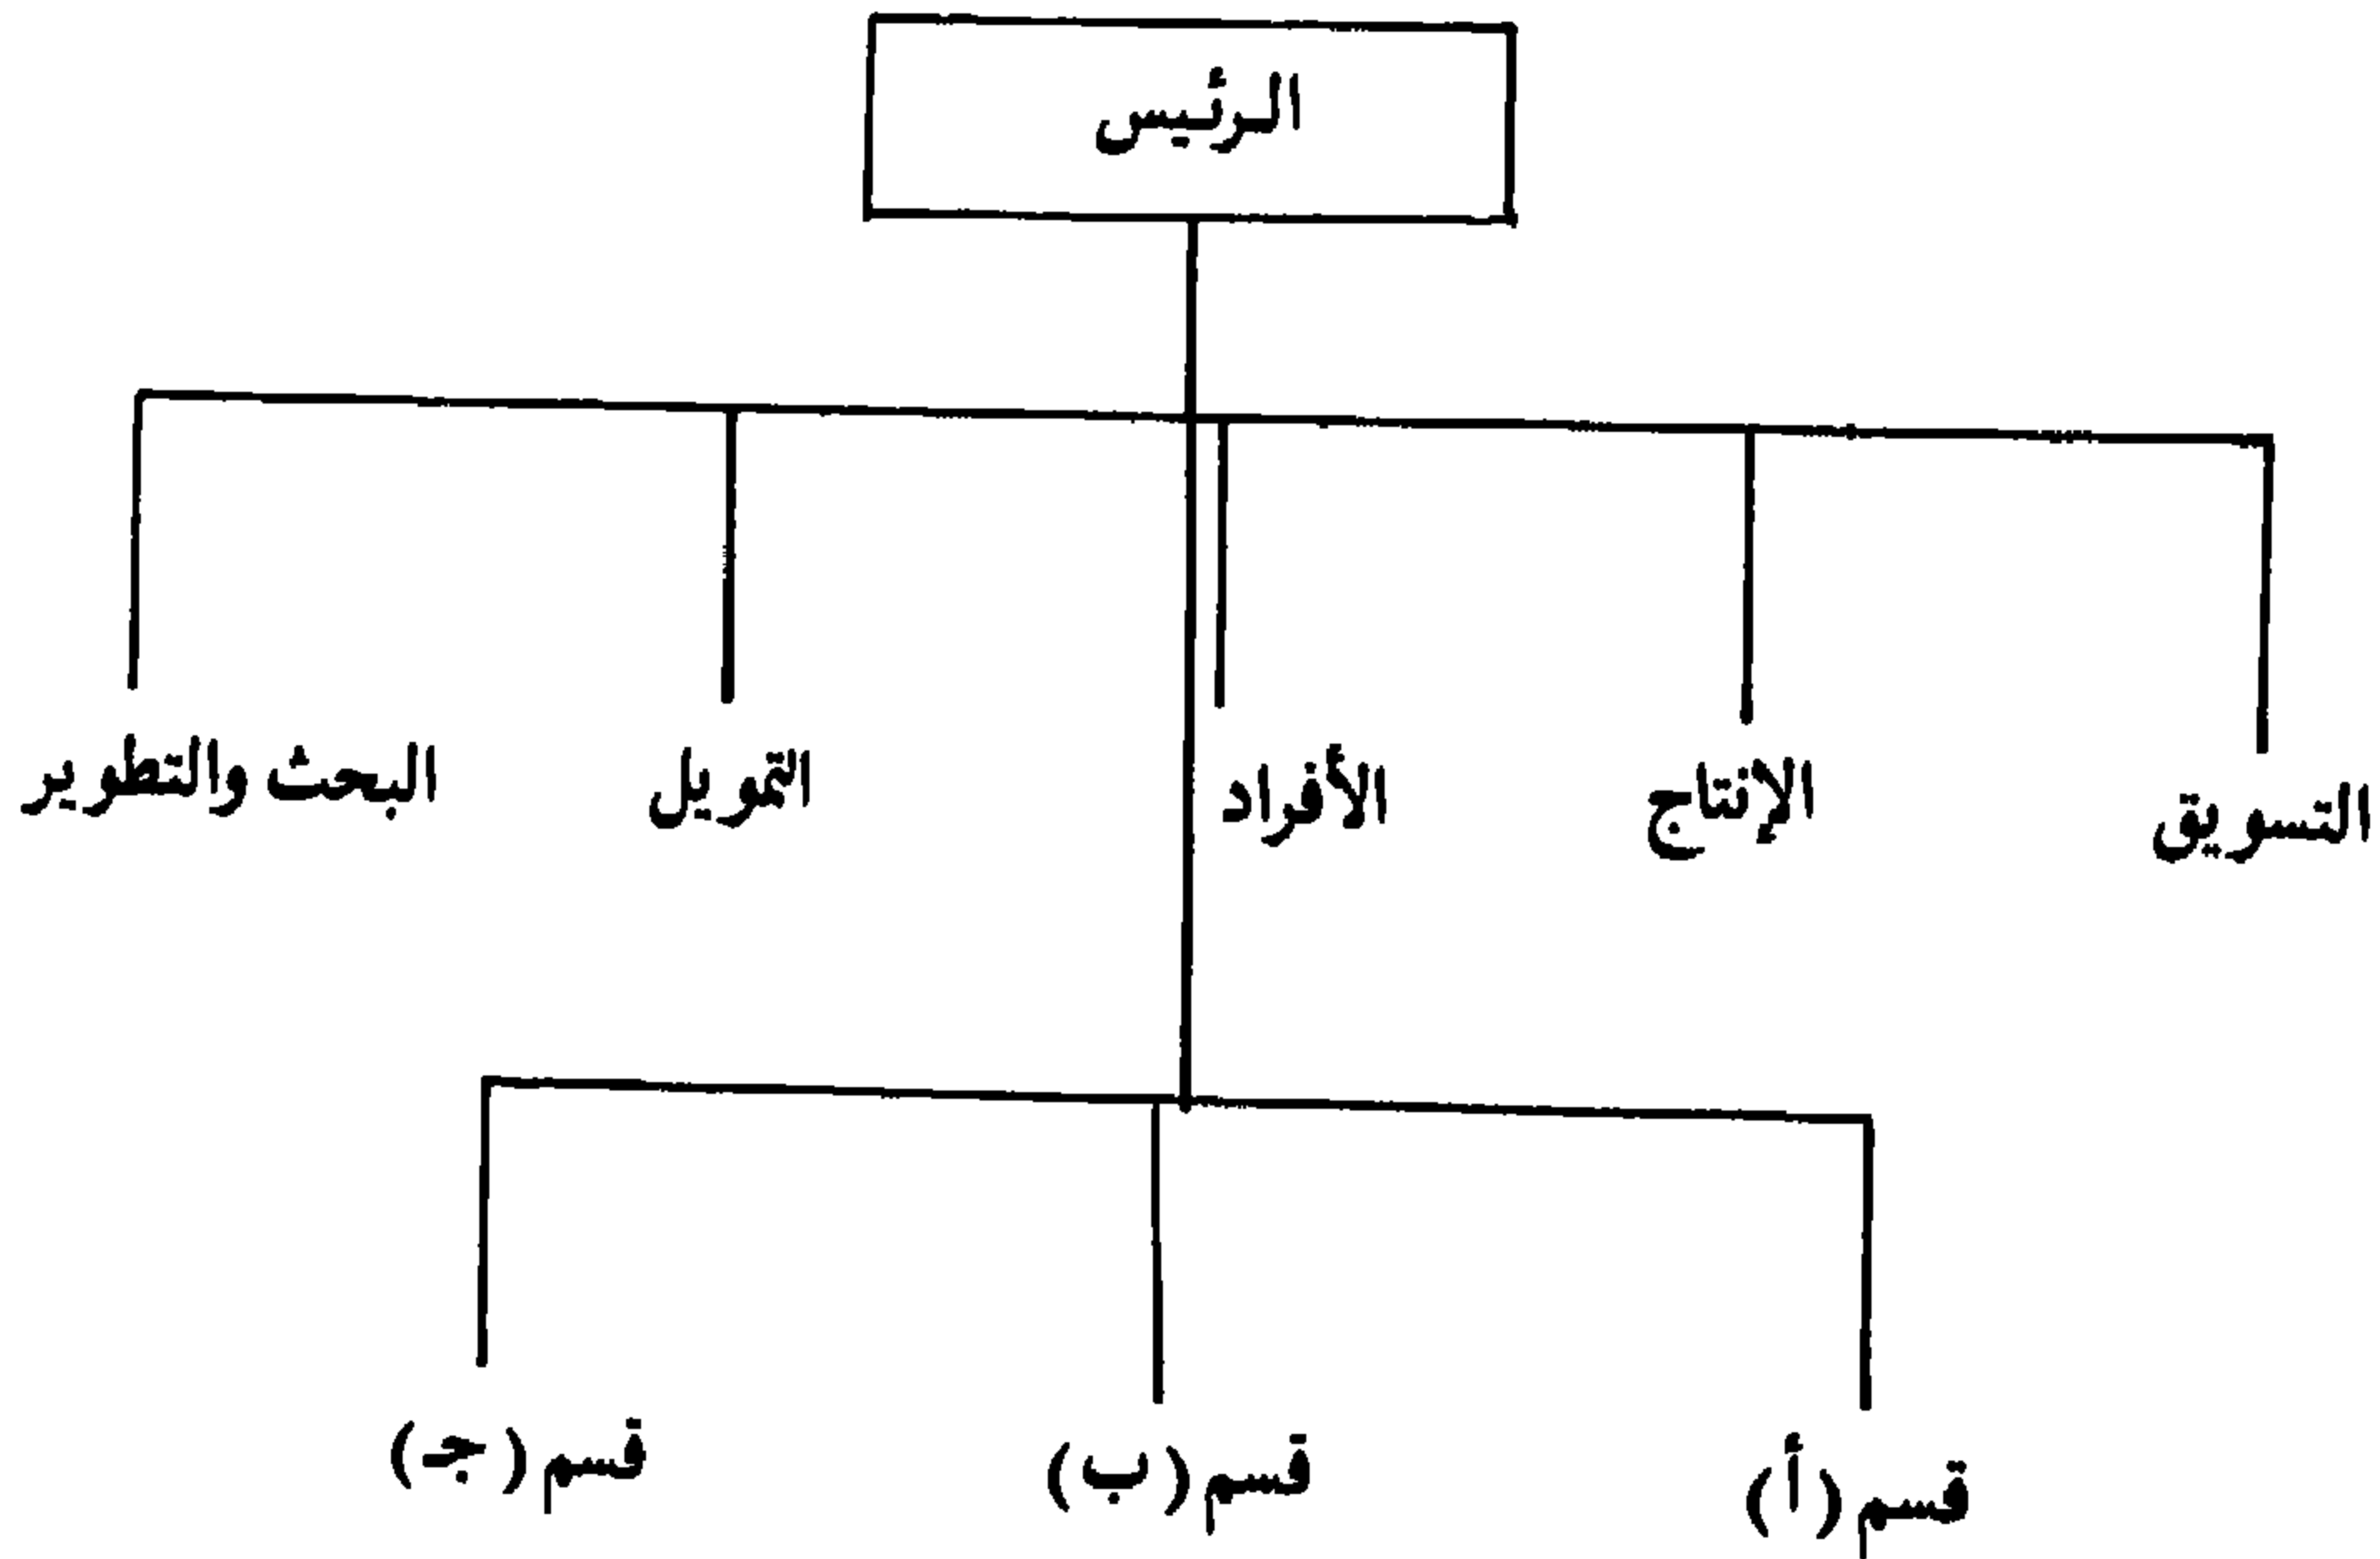 الرئيس
التسويق
الإنتاج
الأفراد
التمويل
البحث والتطوير
قسم (أ)
قسم (ب)
قسم (جـ)